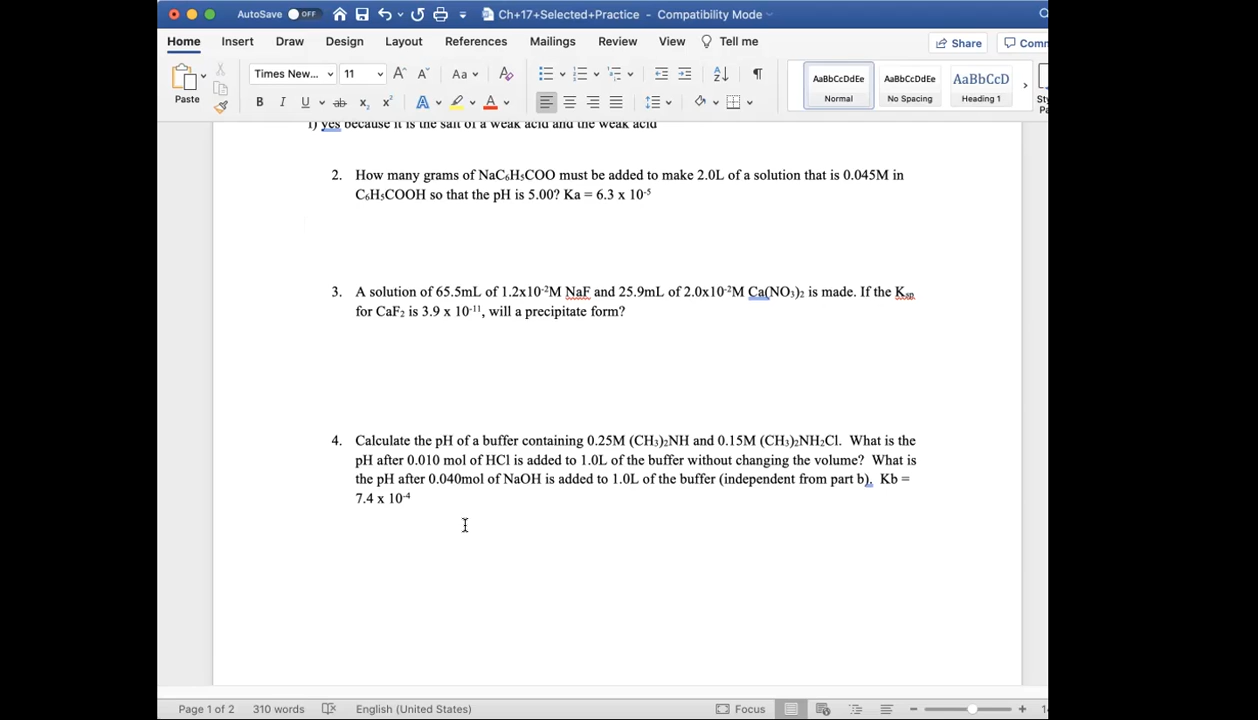 AutoSave OFF Ch+17+Selected+Practice - Compatibility Mode
Home Insert Draw Design Layout References Mailings Review View Tell me Share Comm
Paste Times New... 11 A A Aa A AaBbCcDdEe AaBbCcDdEe AaBbCcD
B I U ab x₂ x² A A Normal No Spacing Heading 1
i) yes because it is the salt of a weak acid and the weak acid
2. How many grams of NaC₆H₅COO must be added to make 2.0L of a solution that is 0.045M in
C₆H₅COOH so that the pH is 5.00? Ka = 6.3 x 10⁻⁵
3. A solution of 65.5mL of 1.2x10⁻²M NaF and 25.9mL of 2.0x10⁻²M Ca(NO₃)₂ is made. If the Ksp
for CaF₂ is 3.9 x 10⁻¹¹, will a precipitate form?
4. Calculate the pH of a buffer containing 0.25M (CH₃)₂NH and 0.15M (CH₃)₂NH₂Cl. What is the
pH after 0.010 mol of HCl is added to 1.0L of the buffer without changing the volume? What is
the pH after 0.040mol of NaOH is added to 1.0L of the buffer (independent from part b). Kb =
7.4 x 10⁻⁴
Page 1 of 2 310 words English (United States) Focus